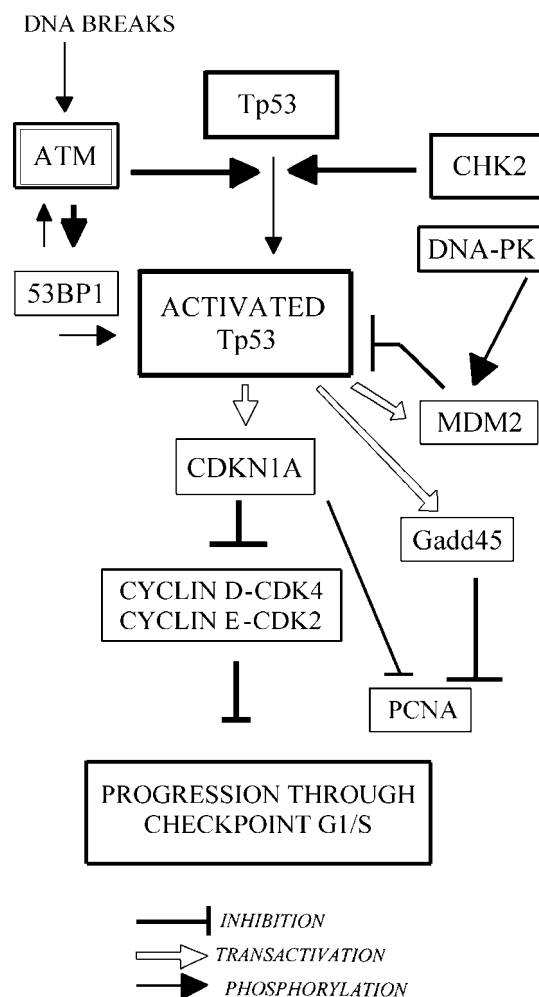 DNA BREAKS
Tp53
ATM
CHK2
DNA-PK
53BP1
ACTIVATED
Tp53
MDM2
CDKN1A
Gadd45
CYCLIN D-CDK4
CYCLIN E-CDK2
PCNA
PROGRESSION THROUGH
CHECKPOINT G1/S
INHIBITION
TRANSACTIVATION
PHOSPHORYLATION